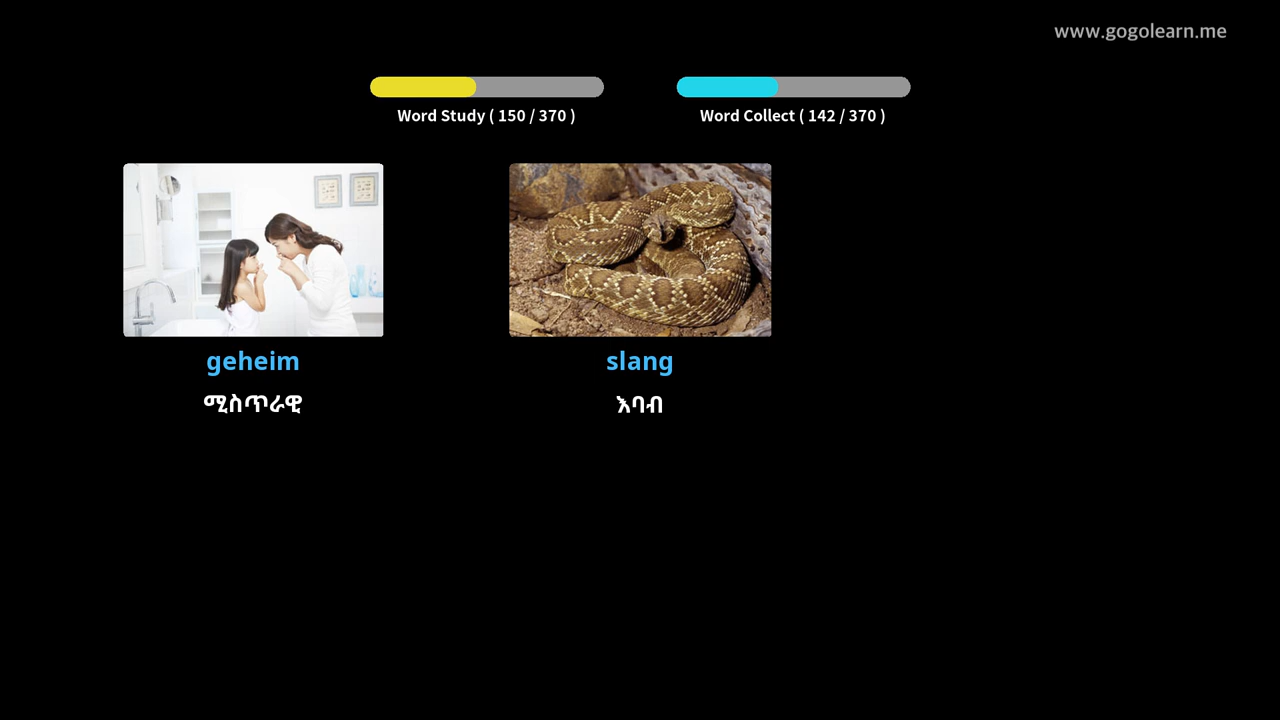 www.gogolearn.me
Word Study ( 150 / 370 )
Word Collect ( 142 / 370 )
geheim
slang
ሚስጥራዊ
እባብ